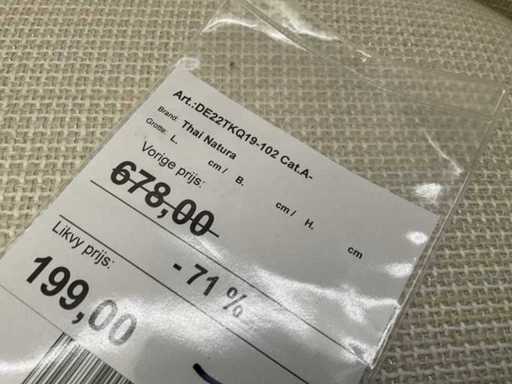 Art.:DE22TKQ19-102 Cat.A-
Brand: Thai Natura
Grotte: L. cm / B. cm / H. cm
Vorige prijs:
678,00
Likvy prijs: - 71 %
199,00